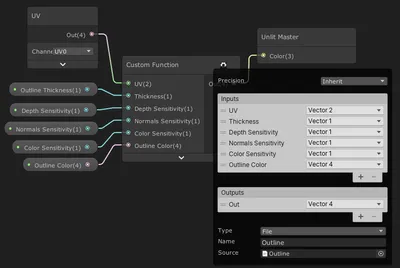 UV
Out(4)
Channe UV0
Outline Thickness(1)
Depth Sensitivity(1)
Normals Sensitivity(1)
Color Sensitivity(1)
Outline Color(4)
Custom Function
UV(2)
Thickness(1)
Depth Sensitivity(1)
Normals Sensitivity(1)
Color Sensitivity(1)
Outline Color(4)
Unlit Master
Color(3)
Precision Inherit
Inputs
UV Vector 2
Thickness Vector 1
Depth Sensitivity Vector 1
Normals Sensitivity Vector 1
Color Sensitivity Vector 1
Outline Color Vector 4
+ −
Outputs
Out Vector 4
+ −
Type File
Name Outline
Source Outline